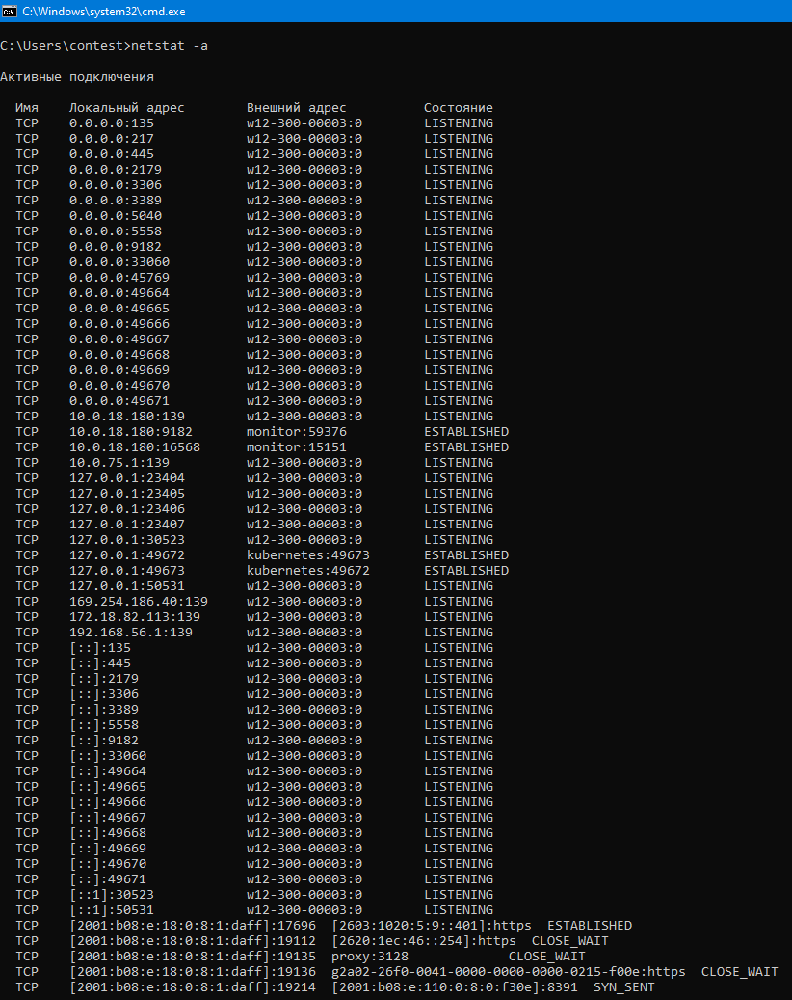 C:\Windows\system32\cmd.exe
C:\Users\contest>netstat -a
Активные подключения
Имя Локальный адрес Внешний адрес Состояние
TCP 0.0.0.0:135 w12-300-00003:0 LISTENING
TCP 0.0.0.0:217 w12-300-00003:0 LISTENING
TCP 0.0.0.0:445 w12-300-00003:0 LISTENING
TCP 0.0.0.0:2179 w12-300-00003:0 LISTENING
TCP 0.0.0.0:3306 w12-300-00003:0 LISTENING
TCP 0.0.0.0:3389 w12-300-00003:0 LISTENING
TCP 0.0.0.0:5040 w12-300-00003:0 LISTENING
TCP 0.0.0.0:5558 w12-300-00003:0 LISTENING
TCP 0.0.0.0:9182 w12-300-00003:0 LISTENING
TCP 0.0.0.0:33060 w12-300-00003:0 LISTENING
TCP 0.0.0.0:45769 w12-300-00003:0 LISTENING
TCP 0.0.0.0:49664 w12-300-00003:0 LISTENING
TCP 0.0.0.0:49665 w12-300-00003:0 LISTENING
TCP 0.0.0.0:49666 w12-300-00003:0 LISTENING
TCP 0.0.0.0:49667 w12-300-00003:0 LISTENING
TCP 0.0.0.0:49668 w12-300-00003:0 LISTENING
TCP 0.0.0.0:49669 w12-300-00003:0 LISTENING
TCP 0.0.0.0:49670 w12-300-00003:0 LISTENING
TCP 0.0.0.0:49671 w12-300-00003:0 LISTENING
TCP 10.0.18.180:139 w12-300-00003:0 LISTENING
TCP 10.0.18.180:9182 monitor:59376 ESTABLISHED
TCP 10.0.18.180:16568 monitor:15151 ESTABLISHED
TCP 10.0.75.1:139 w12-300-00003:0 LISTENING
TCP 127.0.0.1:23404 w12-300-00003:0 LISTENING
TCP 127.0.0.1:23405 w12-300-00003:0 LISTENING
TCP 127.0.0.1:23406 w12-300-00003:0 LISTENING
TCP 127.0.0.1:23407 w12-300-00003:0 LISTENING
TCP 127.0.0.1:30523 w12-300-00003:0 LISTENING
TCP 127.0.0.1:49672 kubernetes:49673 ESTABLISHED
TCP 127.0.0.1:49673 kubernetes:49672 ESTABLISHED
TCP 127.0.0.1:50531 w12-300-00003:0 LISTENING
TCP 169.254.186.40:139 w12-300-00003:0 LISTENING
TCP 172.18.82.113:139 w12-300-00003:0 LISTENING
TCP 192.168.56.1:139 w12-300-00003:0 LISTENING
TCP [::]:135 w12-300-00003:0 LISTENING
TCP [::]:445 w12-300-00003:0 LISTENING
TCP [::]:2179 w12-300-00003:0 LISTENING
TCP [::]:3306 w12-300-00003:0 LISTENING
TCP [::]:3389 w12-300-00003:0 LISTENING
TCP [::]:5558 w12-300-00003:0 LISTENING
TCP [::]:9182 w12-300-00003:0 LISTENING
TCP [::]:33060 w12-300-00003:0 LISTENING
TCP [::]:49664 w12-300-00003:0 LISTENING
TCP [::]:49665 w12-300-00003:0 LISTENING
TCP [::]:49666 w12-300-00003:0 LISTENING
TCP [::]:49667 w12-300-00003:0 LISTENING
TCP [::]:49668 w12-300-00003:0 LISTENING
TCP [::]:49669 w12-300-00003:0 LISTENING
TCP [::]:49670 w12-300-00003:0 LISTENING
TCP [::]:49671 w12-300-00003:0 LISTENING
TCP [::1]:30523 w12-300-00003:0 LISTENING
TCP [::1]:50531 w12-300-00003:0 LISTENING
TCP [2001:b08:e:18:0:8:1:daff]:17696 [2603:1020:5:9::401]:https ESTABLISHED
TCP [2001:b08:e:18:0:8:1:daff]:19112 [2620:1ec:46::254]:https CLOSE_WAIT
TCP [2001:b08:e:18:0:8:1:daff]:19135 proxy:3128 CLOSE_WAIT
TCP [2001:b08:e:18:0:8:1:daff]:19136 g2a02-26f0-0041-0000-0000-0000-0215-f00e:https CLOSE_WAIT
TCP [2001:b08:e:18:0:8:1:daff]:19214 [2001:b08:e:110:0:8:0:f30e]:8391 SYN_SENT